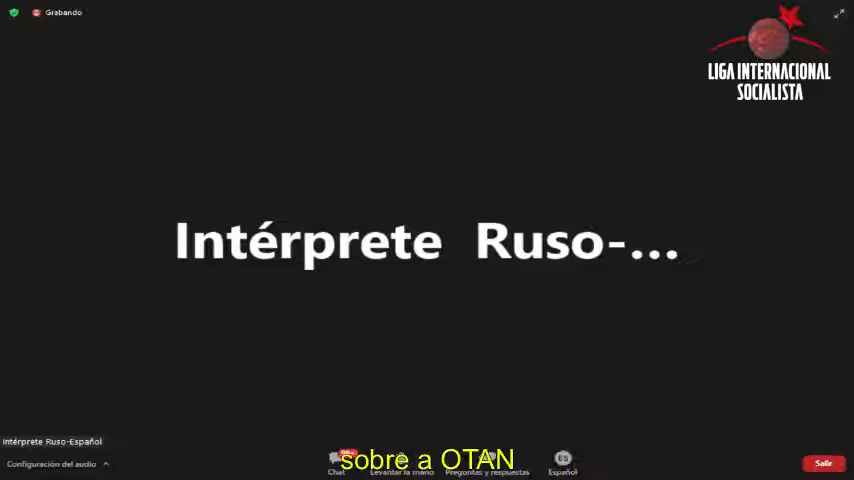 Grabando
LIGA INTERNACIONAL
SOCIALISTA
Intérprete Ruso-...
Intérprete Ruso-Español
Configuración del audio
Chat
Levantar la mano
Preguntas y respuestas
ES
Español
Salir
sobre a OTAN